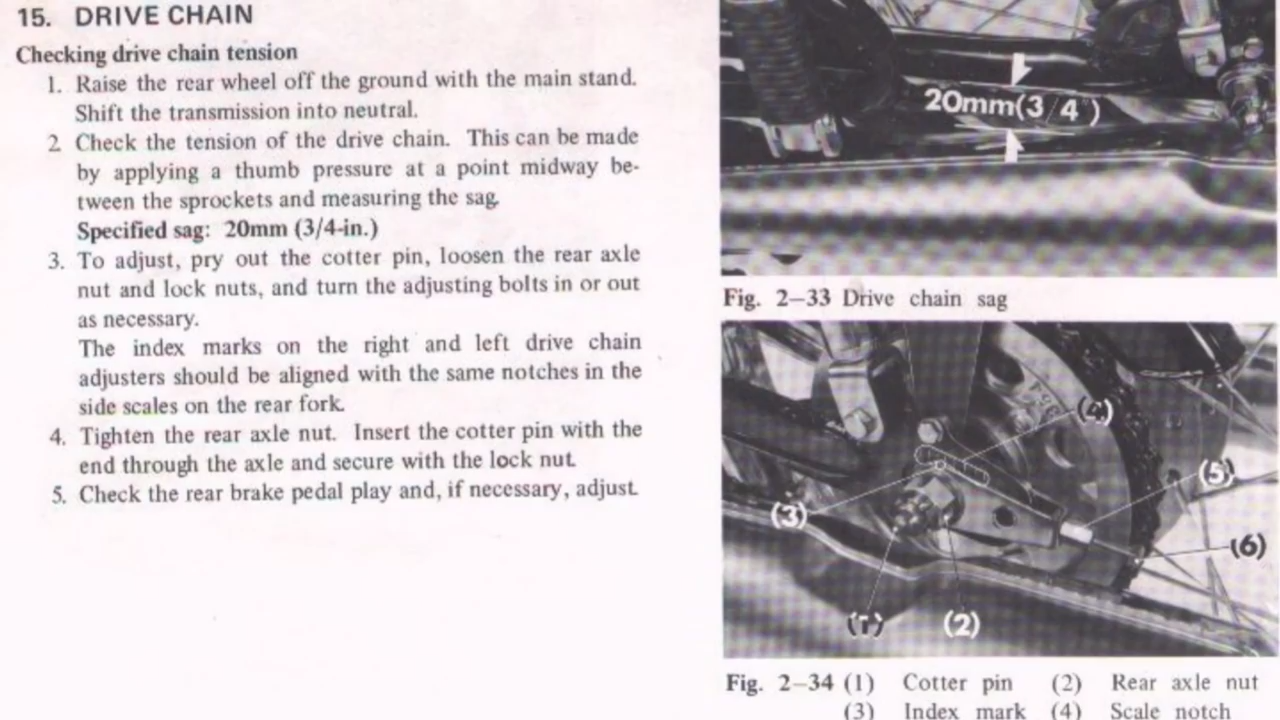 15. DRIVE CHAIN
Checking drive chain tension
1. Raise the rear wheel off the ground with the main stand.
Shift the transmission into neutral.
2. Check the tension of the drive chain. This can be made
by applying a thumb pressure at a point midway be-
tween the sprockets and measuring the sag.
Specified sag: 20mm (3/4-in.)
3. To adjust, pry out the cotter pin, loosen the rear axle
nut and lock nuts, and turn the adjusting bolts in or out
as necessary.
The index marks on the right and left drive chain
adjusters should be aligned with the same notches in the
side scales on the rear fork.
4. Tighten the rear axle nut. Insert the cotter pin with the
end through the axle and secure with the lock nut.
5. Check the rear brake pedal play and, if necessary, adjust.
20mm(3/4")
Fig. 2–33 Drive chain sag
(4)
(5)
(3)
(6)
(1) (2)
Fig. 2–34 (1) Cotter pin (2) Rear axle nut
(3) Index mark (4) Scale notch